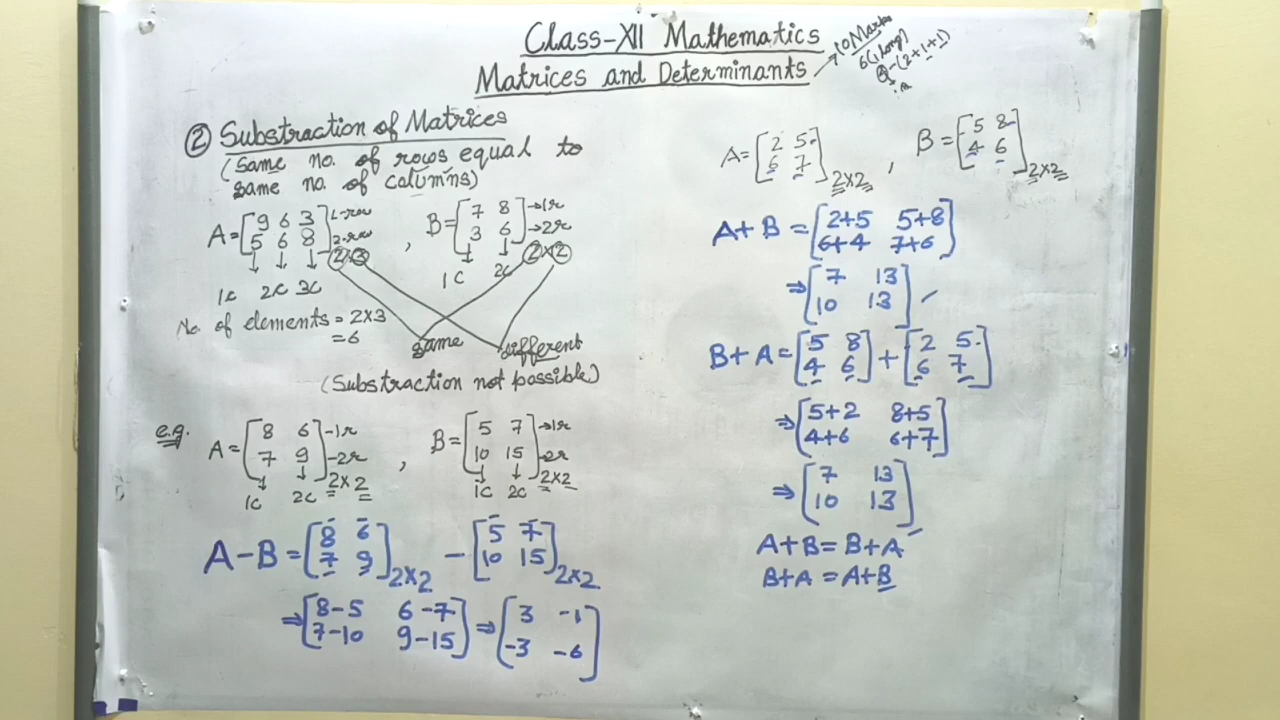 Class-XII Mathematics
Matrices and Determinants
→ 10 Marks
6(1 long)
-(2+1+1)
② Substraction of Matrices
(Same no. of rows equal to
same no. of columns)
A=[9 6 3
5 6 8] 2×3 , B=[7 8
3 6] 2×2
1-row
2-row
→1r
→2r
1C 2C 3C
1C 2C
No. of elements = 2×3
=6
same different
(Substraction not possible)
e.g. A=[8 6
7 9] 2×2 , B=[5 7
10 15] 2×2
-1r
-2r
→1r
2r
1C 2C
1C 2C
A-B = [8 6
7 9] 2×2 - [5 7
10 15] 2×2
⇒[8-5 6-7
7-10 9-15] ⇒ [3 -1
-3 -6]
A=[2 5
6 7] 2×2 , B=[5 8
4 6] 2×2
A+B = [2+5 5+8
6+4 7+6]
⇒[7 13
10 13]
B+A = [5 8
4 6] + [2 5
6 7]
⇒[5+2 8+5
4+6 6+7]
⇒[7 13
10 13]
A+B = B+A
B+A = A+B